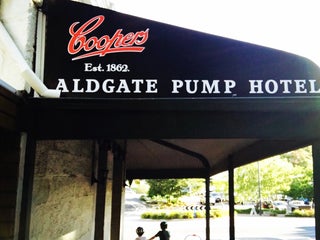 Coopers
Est. 1862.
ALDGATE PUMP HOTEL